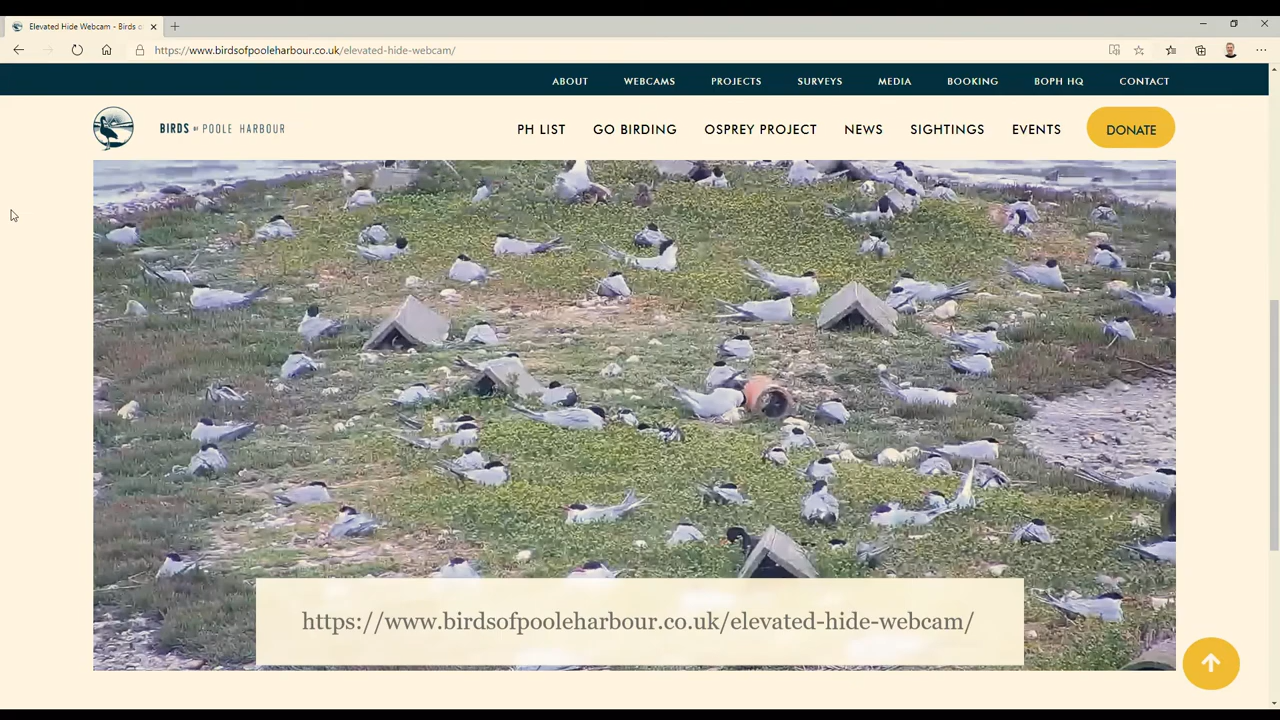 Elevated Hide Webcam - Birds o
https://www.birdsofpooleharbour.co.uk/elevated-hide-webcam/
ABOUT WEBCAMS PROJECTS SURVEYS MEDIA BOOKING BOPH HQ CONTACT
BIRDS OF POOLE HARBOUR
PH LIST GO BIRDING OSPREY PROJECT NEWS SIGHTINGS EVENTS DONATE
https://www.birdsofpooleharbour.co.uk/elevated-hide-webcam/